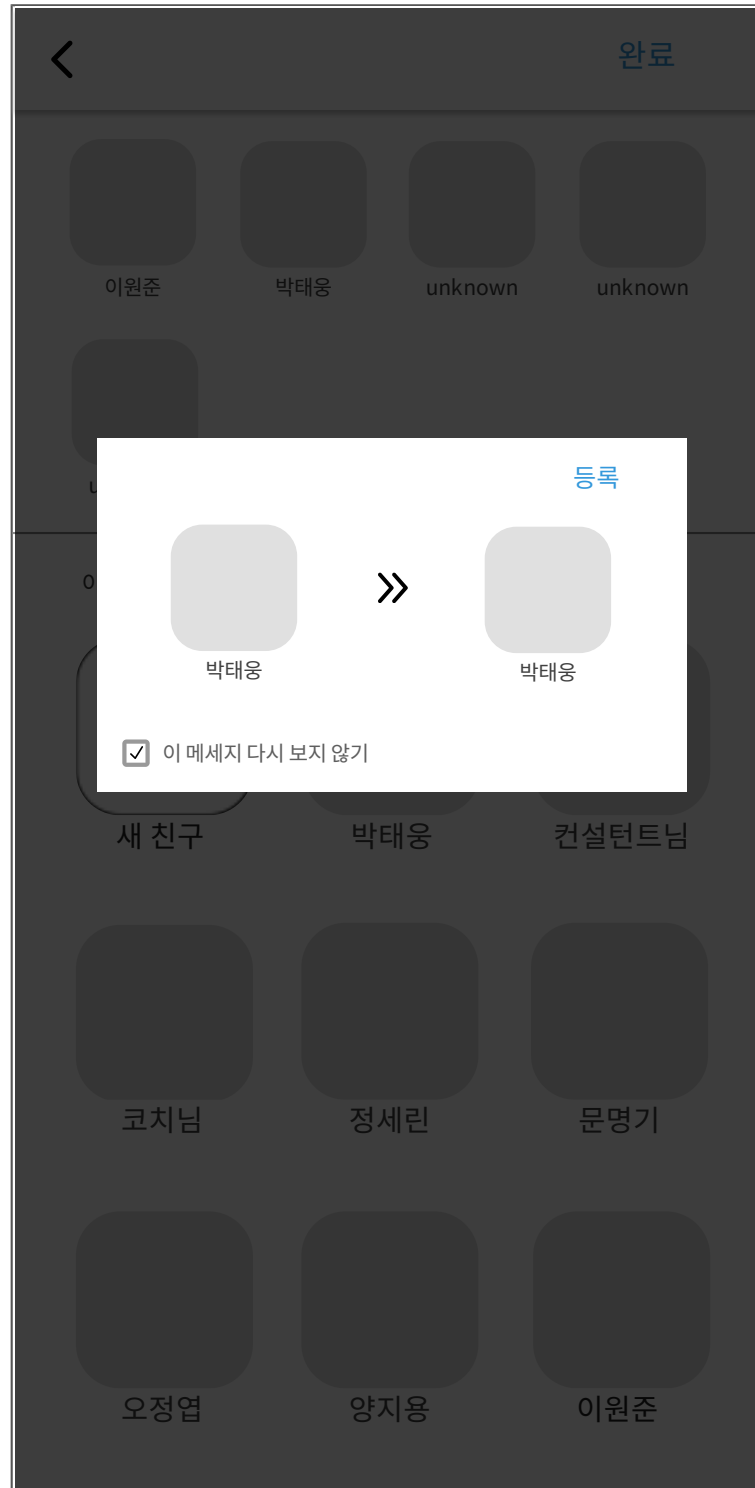 완료
이원준
박태웅
unknown
unknown
등록
박태웅
박태웅
이 메세지 다시 보지 않기
새 친구
박태웅
컨설턴트님
코치님
정세린
문명기
오정엽
양지용
이원준